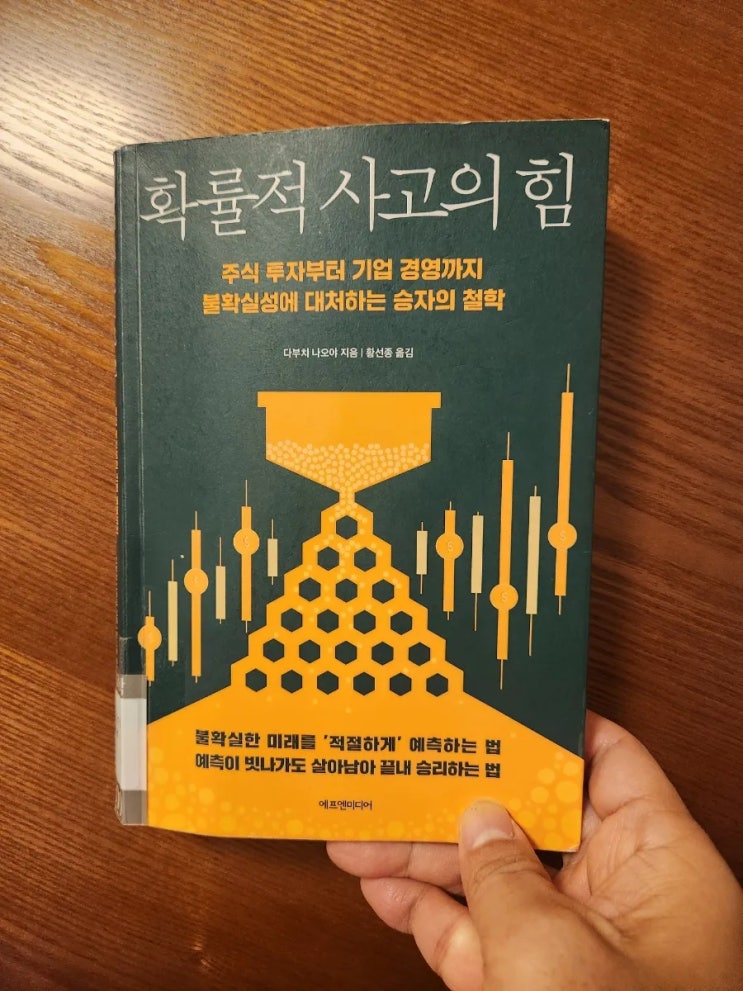 확률적 사고의 힘
주식 투자부터 기업 경영까지
불확실성에 대처하는 승자의 철학
다부치 나오야 지음 | 황선종 옮김
불확실한 미래를 '적절하게' 예측하는 법
예측이 빗나가도 살아남아 끝내 승리하는 법
에프엔미디어